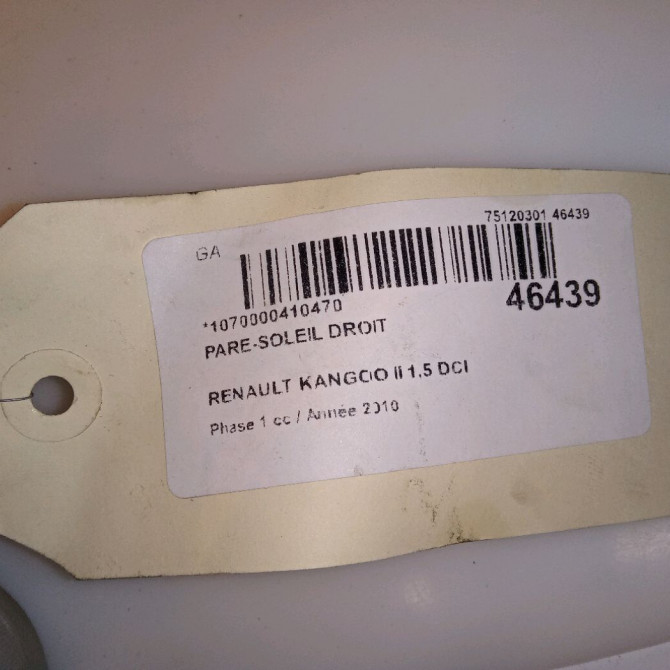 75120301 46439
GA
*1070000410470
46439
PARE-SOLEIL DROIT
RENAULT KANGOO II 1.5 DCI
Phase 1 cc / Année 2010